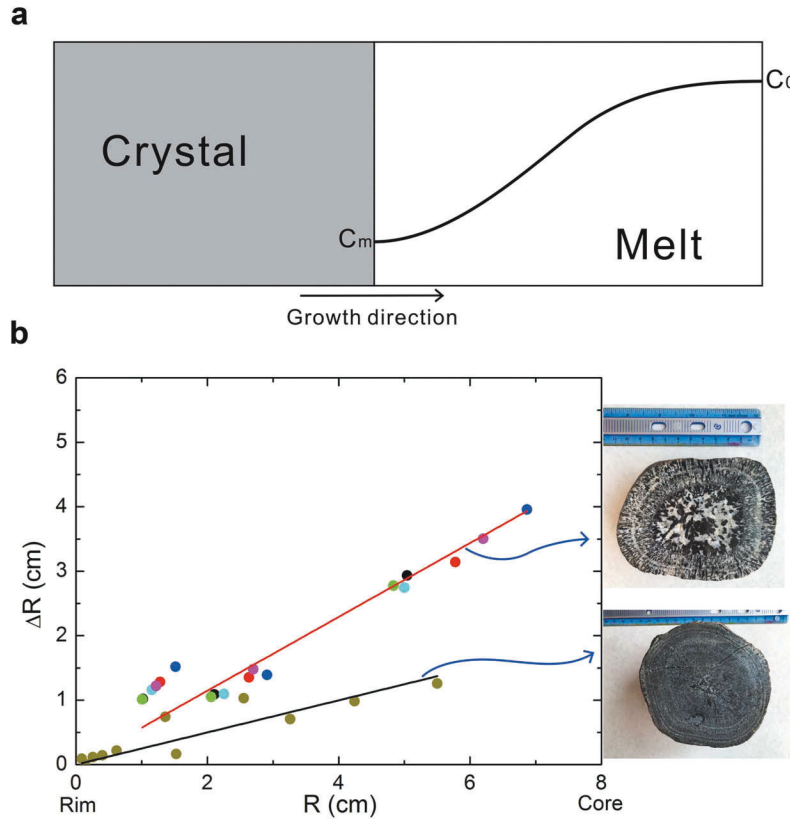 a
Crystal
Cm
C0
Melt
Growth direction
b
6
5
4
3
2
1
0
ΔR (cm)
0 2 4 6 8
Rim R (cm) Core